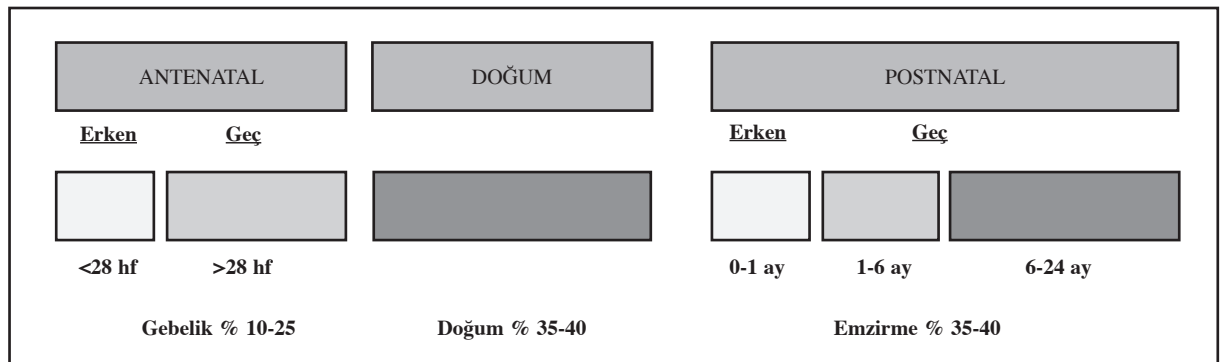 ANTENATAL DOĞUM POSTNATAL
Erken Geç Erken Geç
<28 hf >28 hf 0-1 ay 1-6 ay 6-24 ay
Gebelik % 10-25 Doğum % 35-40 Emzirme % 35-40